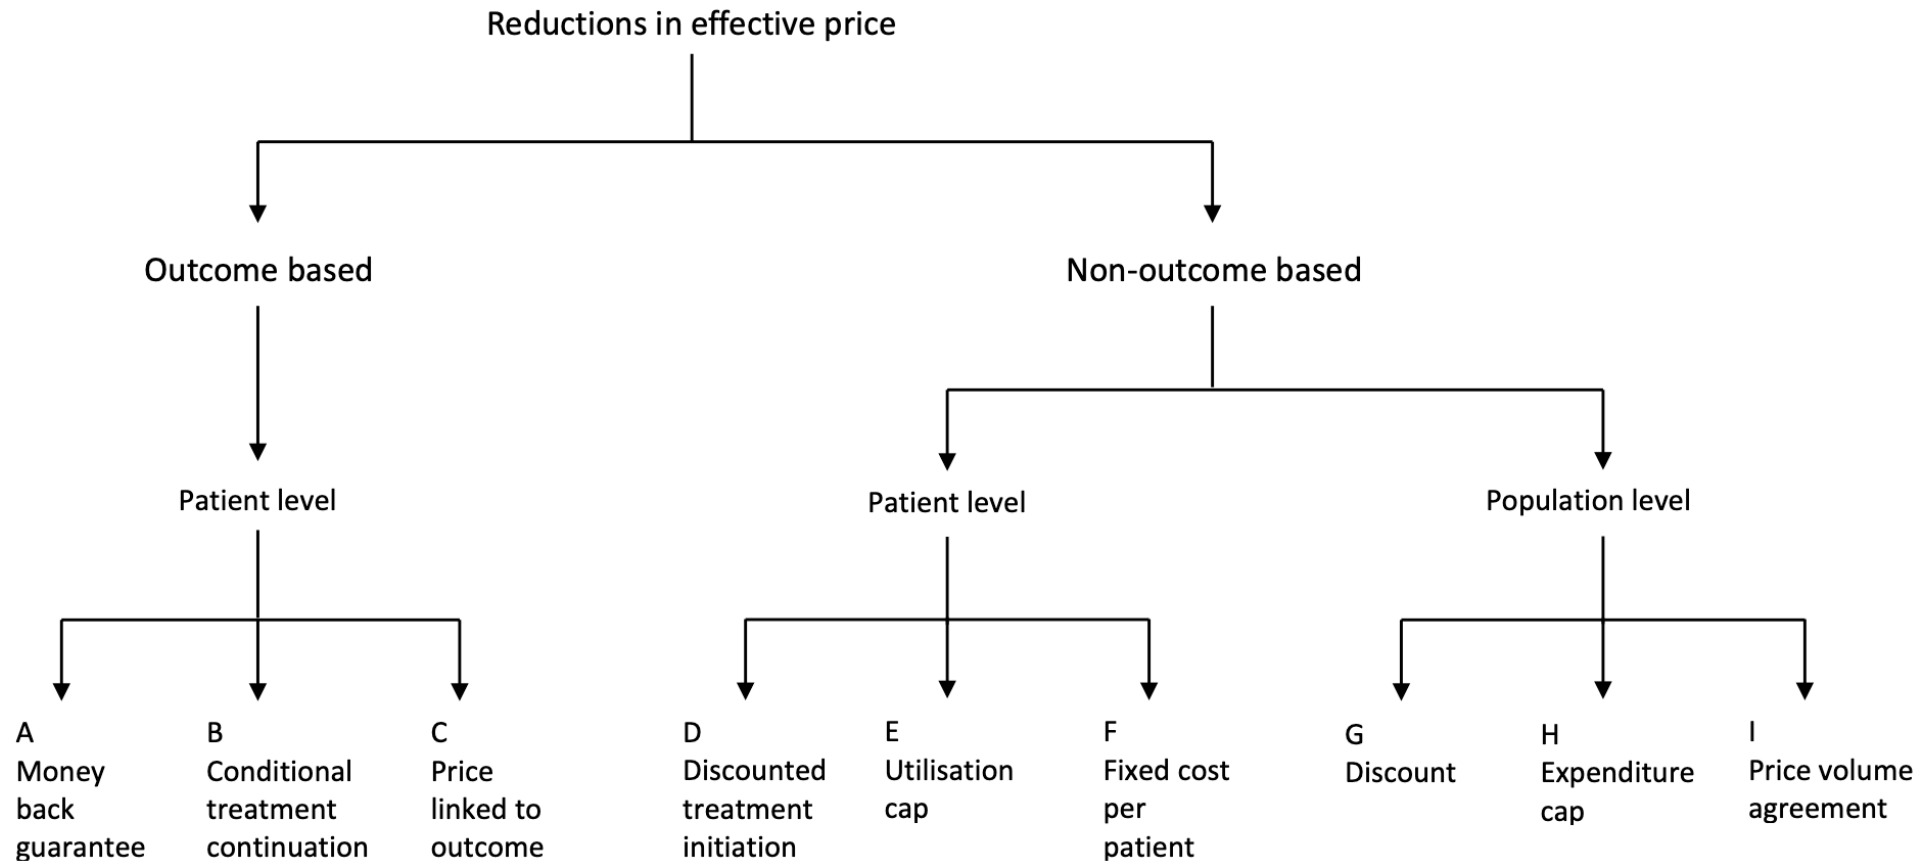 Reductions in effective price
Outcome based
Non-outcome based
Patient level
Patient level
Population level
A
Money
back
guarantee
B
Conditional
treatment
continuation
C
Price
linked to
outcome
D
Discounted
treatment
initiation
E
Utilisation
cap
F
Fixed cost
per
patient
G
Discount
H
Expenditure
cap
I
Price volume
agreement